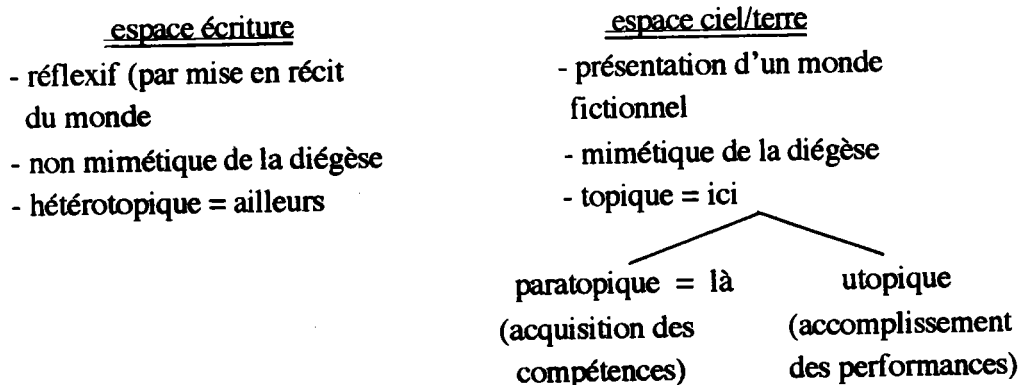 espace écriture
- réflexif (par mise en récit
du monde
- non mimétique de la diégèse
- hétérotopique = ailleurs
espace ciel/terre
- présentation d'un monde
fictionnel
- mimétique de la diégèse
- topique = ici
paratopique = là
(acquisition des
compétences)
utopique
(accomplissement
des performances)